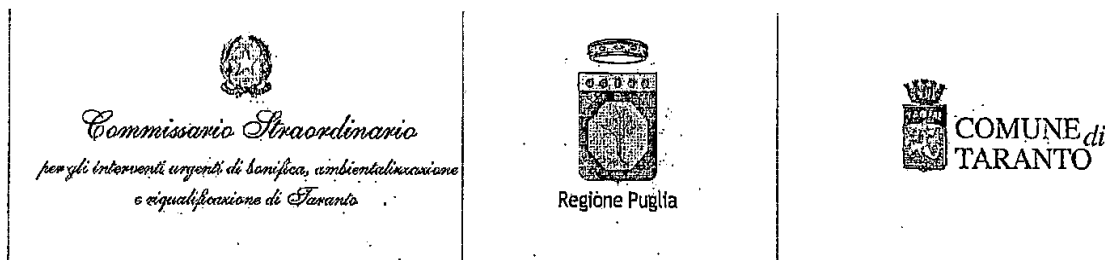 Commissario Straordinario
per gli interventi urgenti di bonifica, ambientalizzazione
e riqualificazione di Taranto
Regione Puglia
COMUNE di
TARANTO